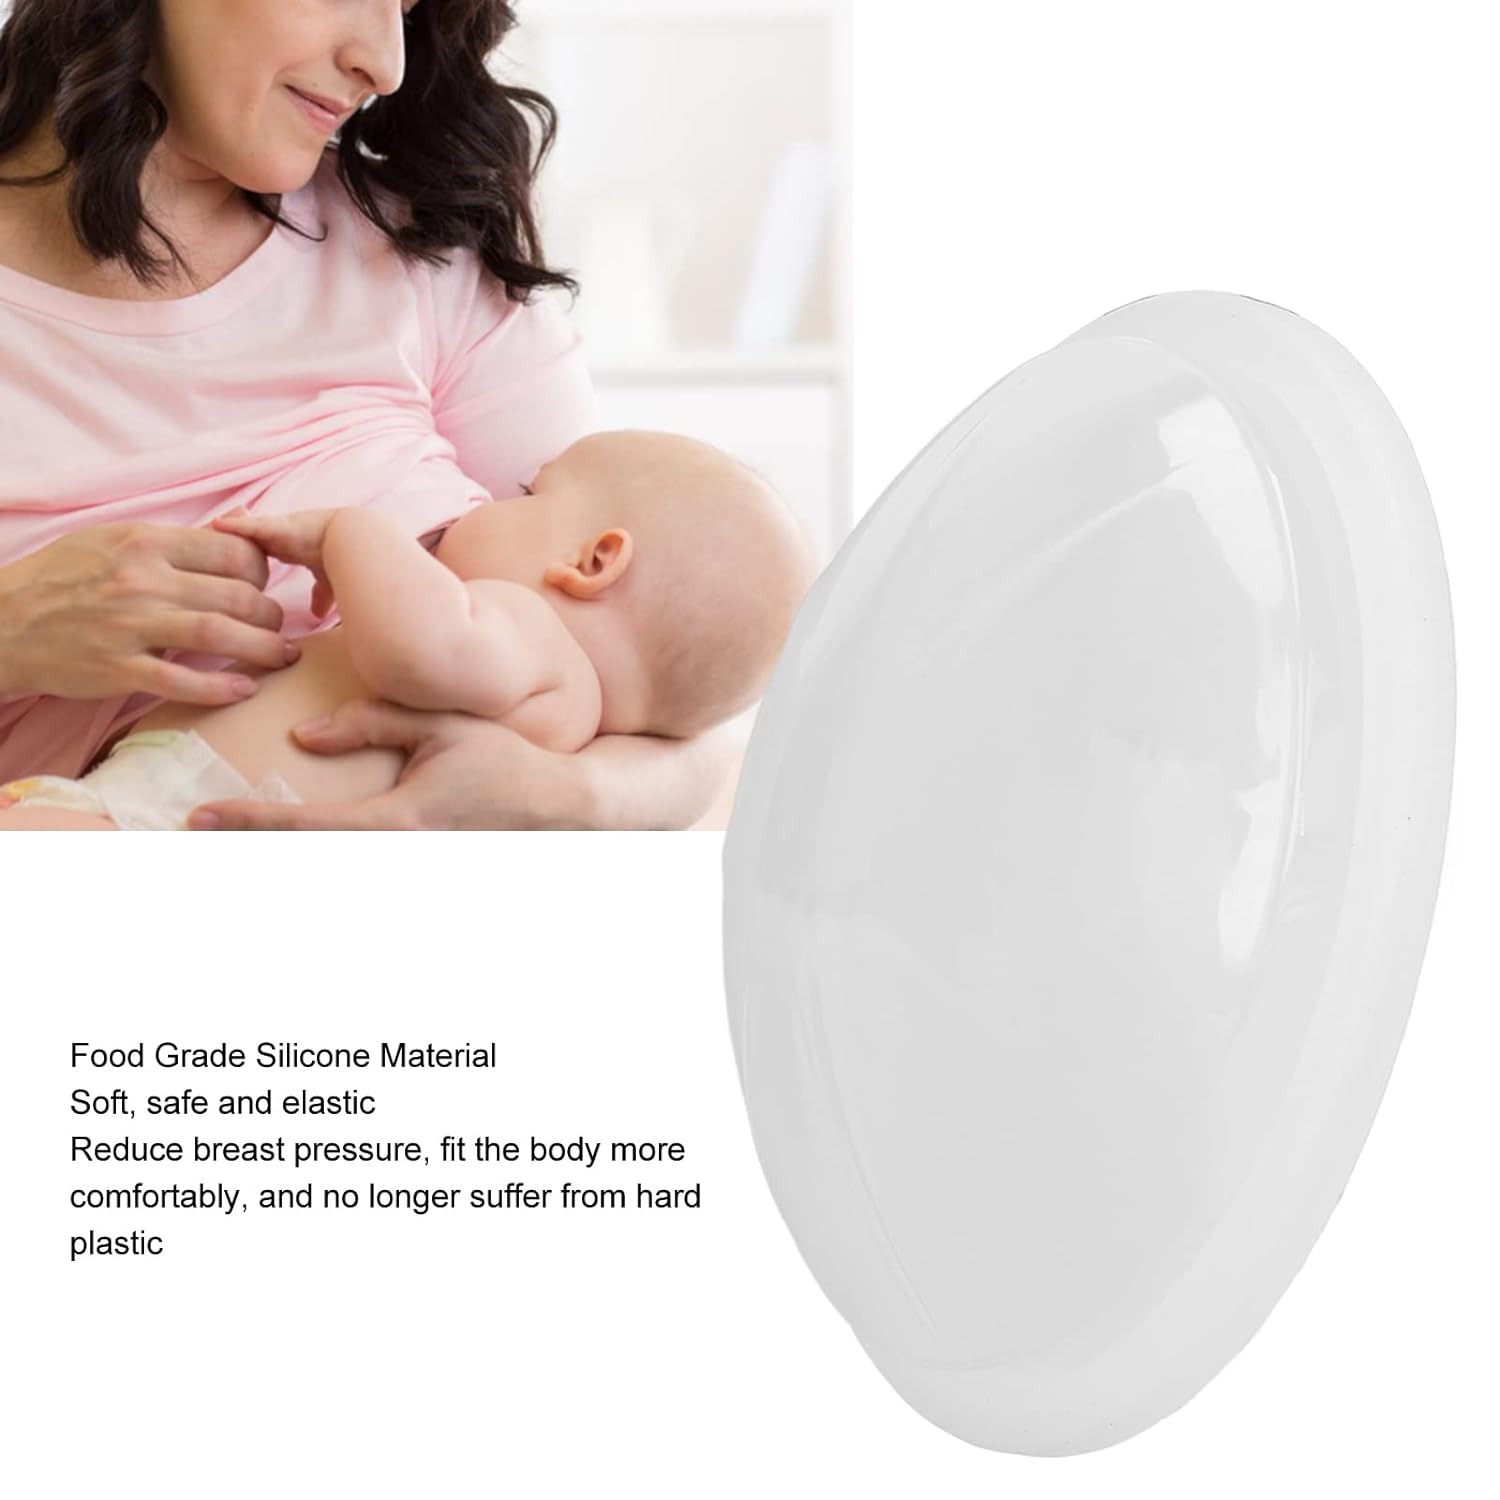 Food Grade Silicone Material
Soft, safe and elastic
Reduce breast pressure, fit the body more
comfortably, and no longer suffer from hard
plastic